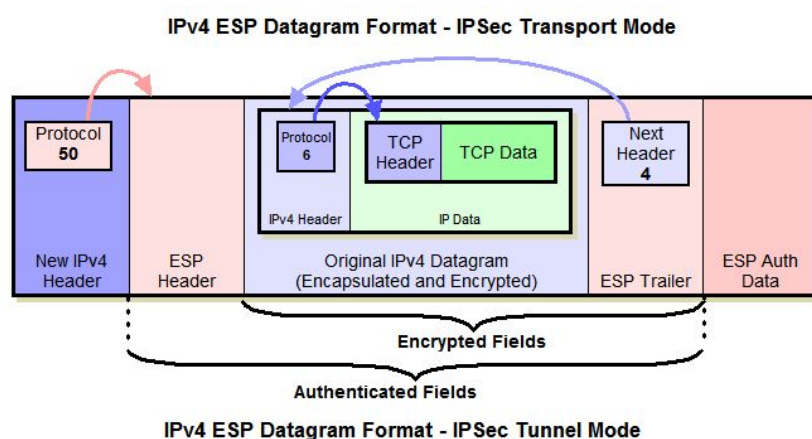 IPv4 ESP Datagram Format - IPSec Transport Mode
Protocol
50
Protocol
6
TCP
Header
TCP Data
Next
Header
4
IPv4 Header
IP Data
New IPv4
Header
ESP
Header
Original IPv4 Datagram
(Encapsulated and Encrypted)
ESP Trailer
ESP Auth
Data
Encrypted Fields
Authenticated Fields
IPv4 ESP Datagram Format - IPSec Tunnel Mode